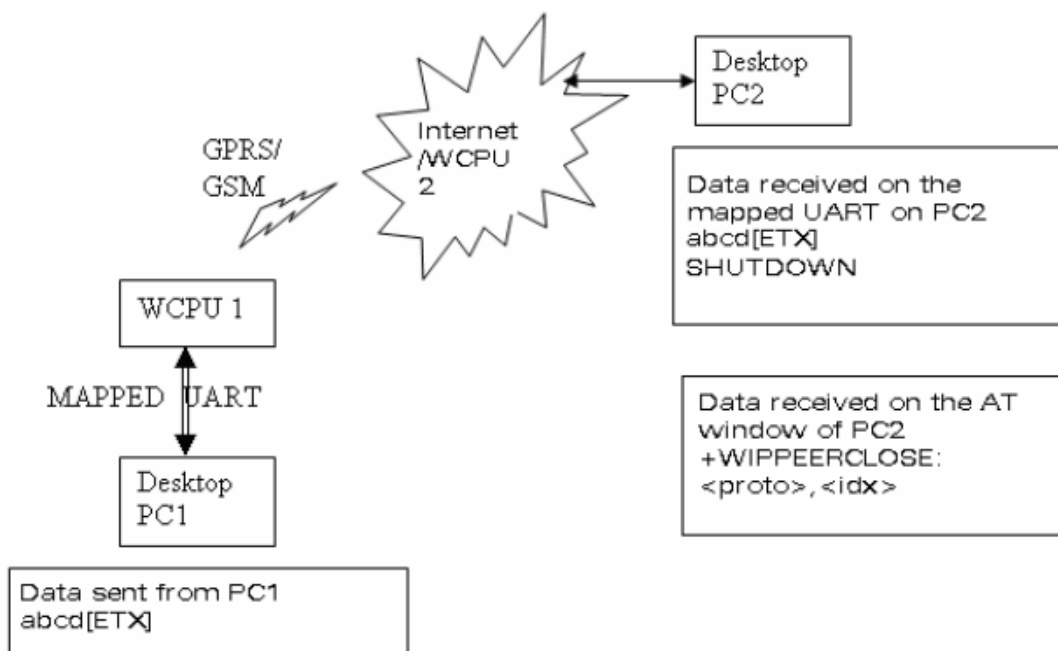 Desktop
PC2
Internet
/WCPU
2
GPRS/
GSM
Data received on the
mapped UART on PC2
abcd[ETX]
SHUTDOWN
WCPU 1
MAPPED UART
Data received on the AT
window of PC2
+WIPPEERCLOSE:
<proto>,<idx>
Desktop
PC1
Data sent from PC1
abcd[ETX]